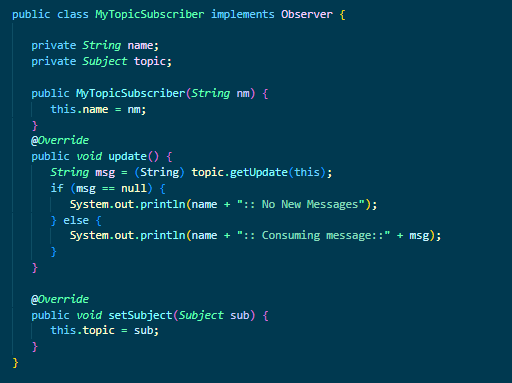 public class MyTopicSubscriber implements Observer {
private String name;
private Subject topic;
public MyTopicSubscriber(String nm) {
this.name = nm;
}
@Override
public void update() {
String msg = (String) topic.getUpdate(this);
if (msg == null) {
System.out.println(name + ":: No New Messages");
} else {
System.out.println(name + ":: Consuming message::" + msg);
}
}
@Override
public void setSubject(Subject sub) {
this.topic = sub;
}
}